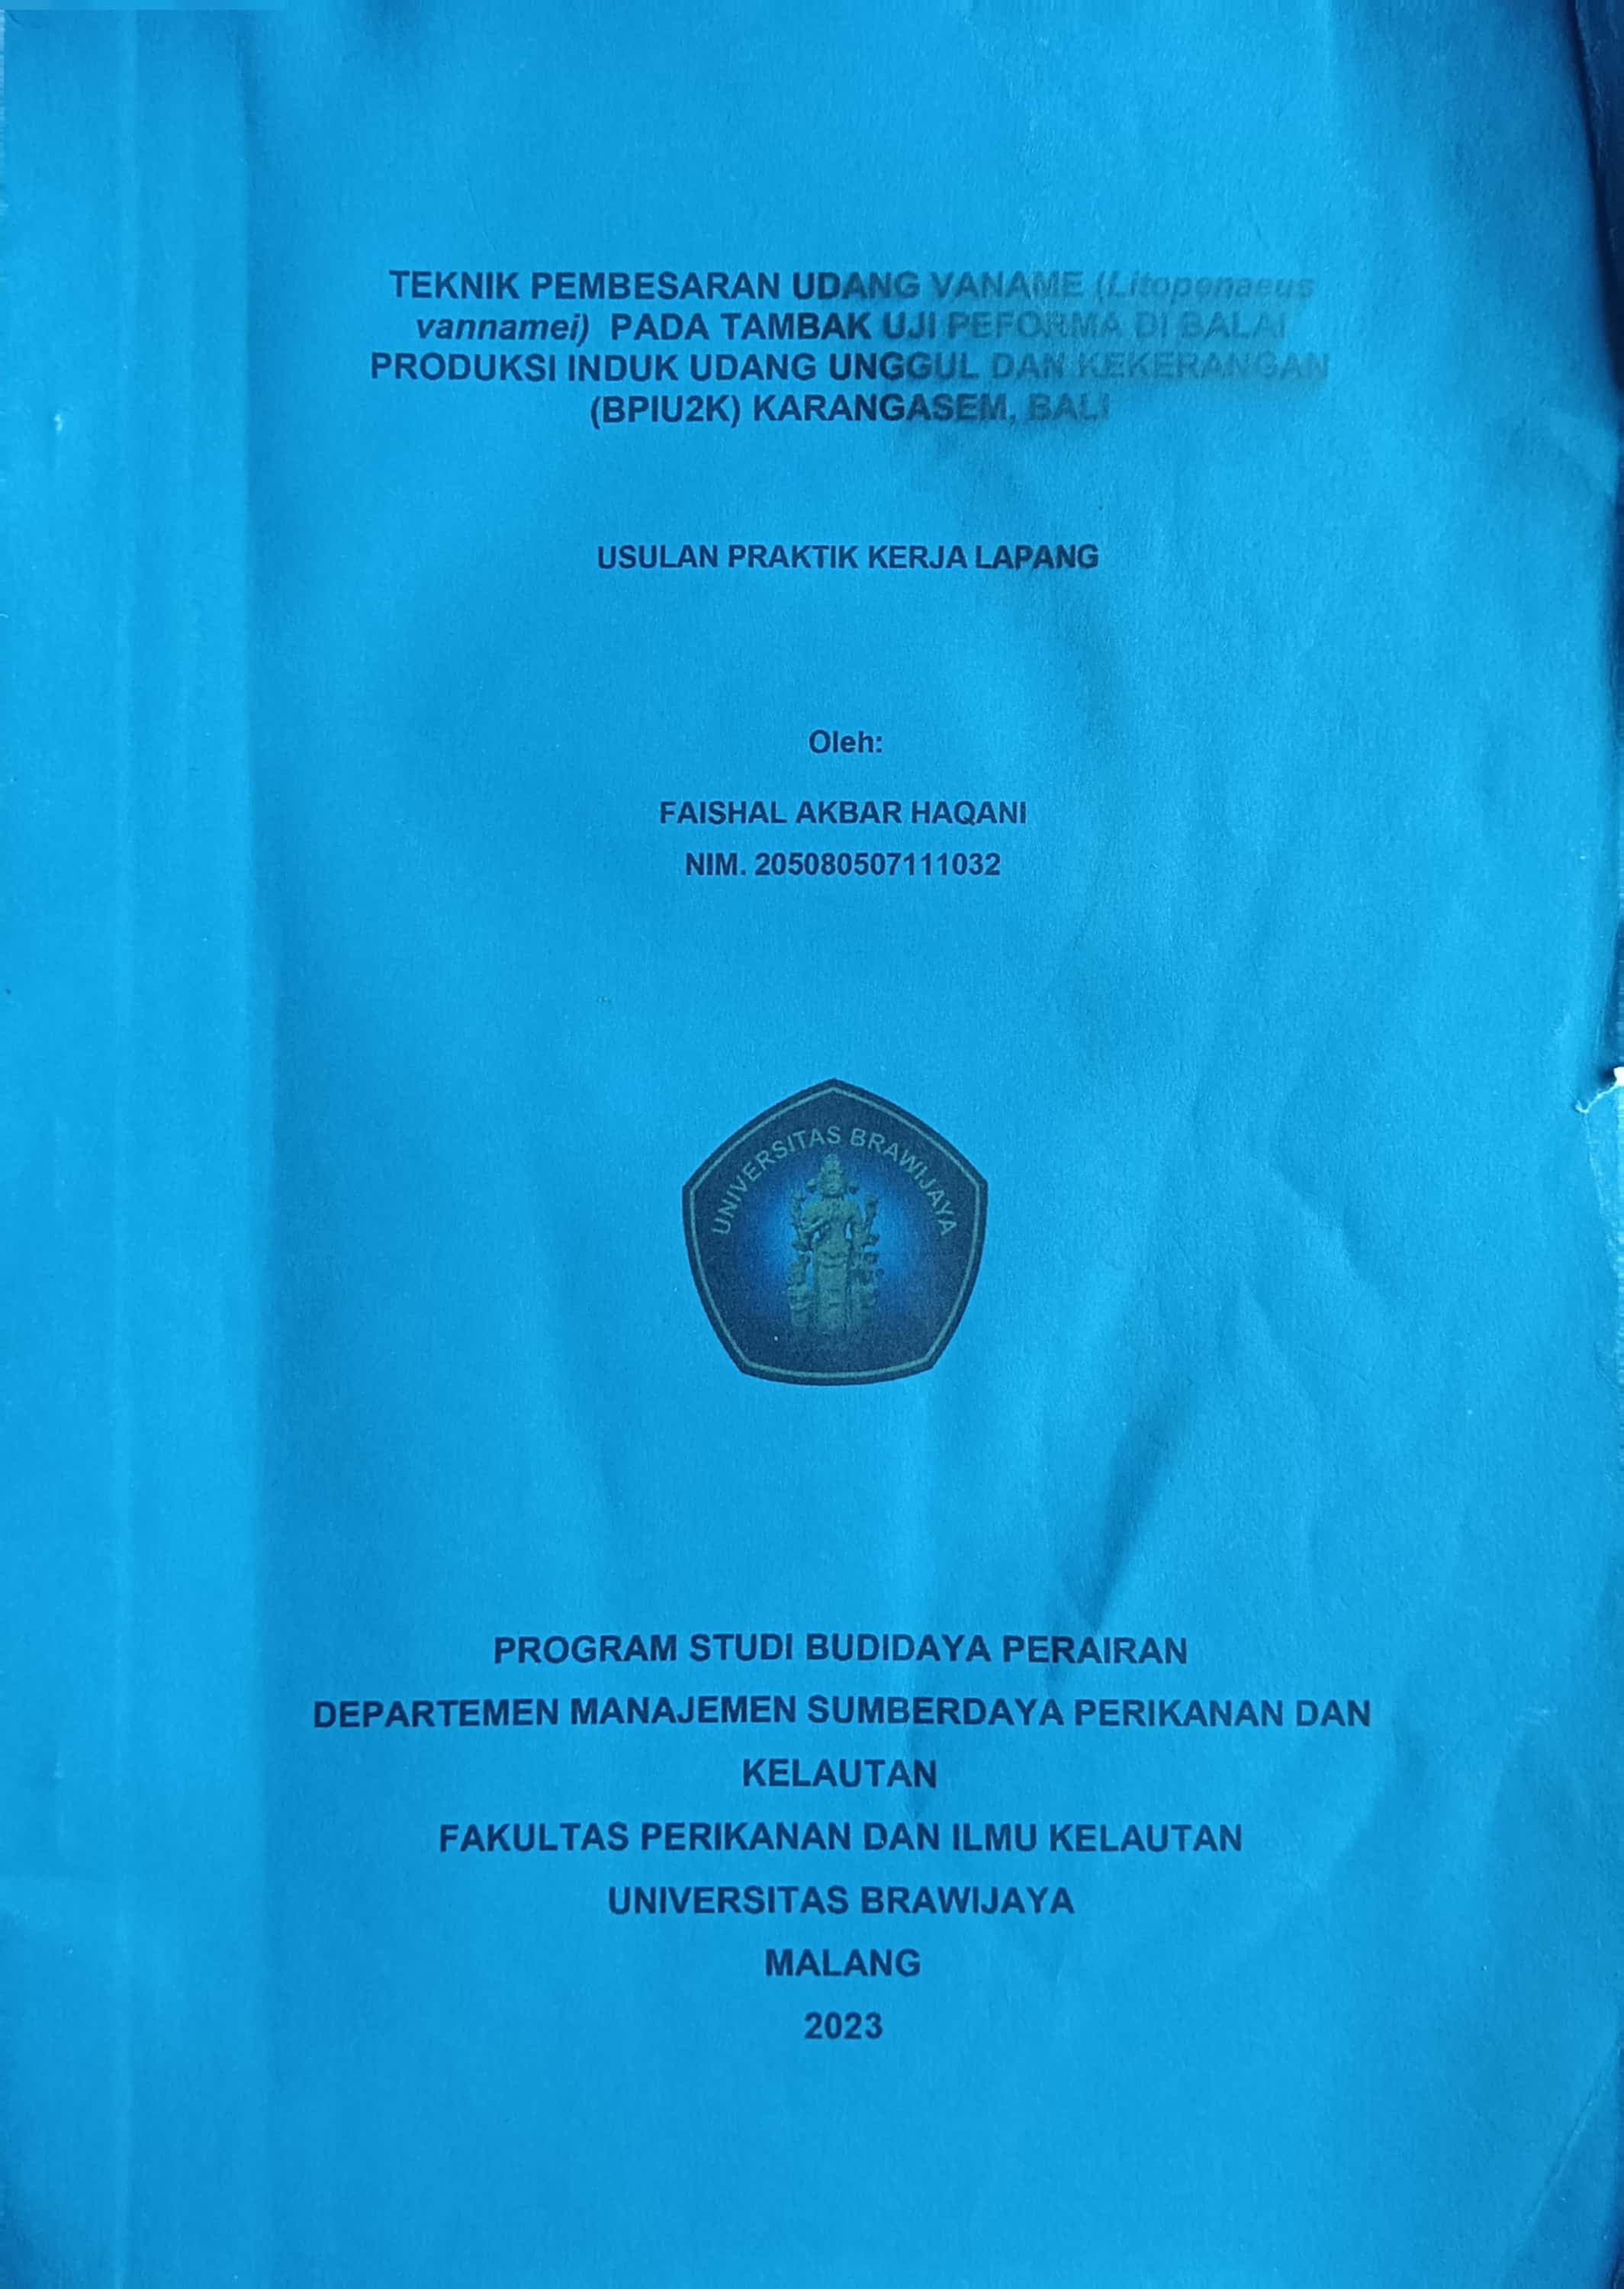 TEKNIK PEMBESARAN UDANG VANAME (Litopenaeus
vannamei) PADA TAMBAK UJI PEFORMA DI BALAI
PRODUKSI INDUK UDANG UNGGUL DAN KEKERANGAN
(BPIU2K) KARANGASEM, BALI
USULAN PRAKTIK KERJA LAPANG
Oleh:
FAISHAL AKBAR HAQANI
NIM. 205080507111032
UNIVERSITAS BRAWIJAYA
PROGRAM STUDI BUDIDAYA PERAIRAN
DEPARTEMEN MANAJEMEN SUMBERDAYA PERIKANAN DAN
KELAUTAN
FAKULTAS PERIKANAN DAN ILMU KELAUTAN
UNIVERSITAS BRAWIJAYA
MALANG
2023